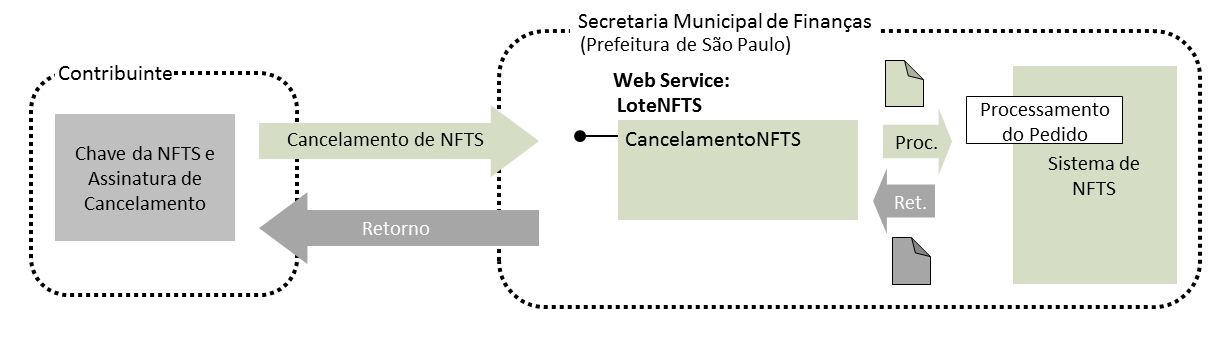 Secretaria Municipal de Finanças
(Prefeitura de São Paulo)
Contribuinte
Chave da NFTS e
Assinatura de
Cancelamento
Cancelamento de NFTS
Retorno
Web Service:
LoteNFTS
CancelamentoNFTS
Proc.
Ret.
Processamento
do Pedido
Sistema de
NFTS